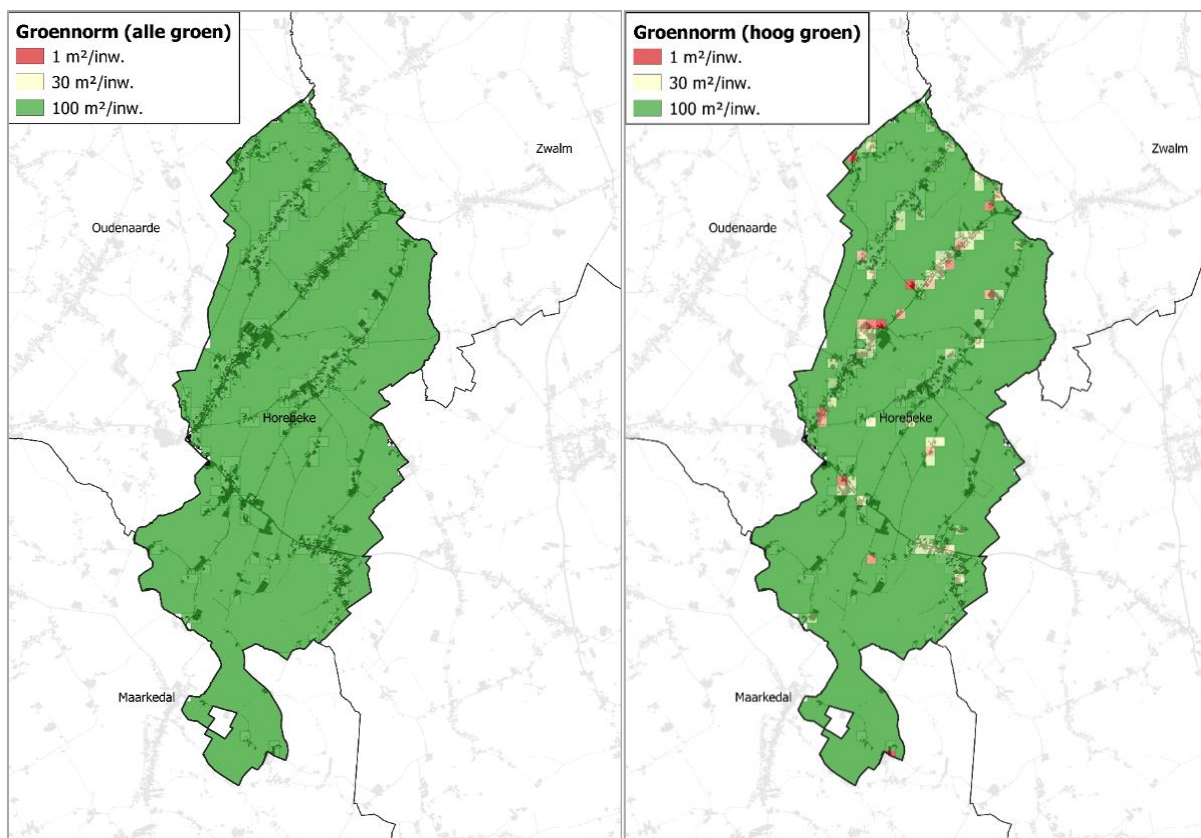 Groennorm (alle groen)
1 m²/inw.
30 m²/inw.
100 m²/inw.
Zwalm
Oudenaarde
Horebeke
Maarkedal
Groennorm (hoog groen)
1 m²/inw.
30 m²/inw.
100 m²/inw.
Zwalm
Oudenaarde
Horebeke
Maarkedal